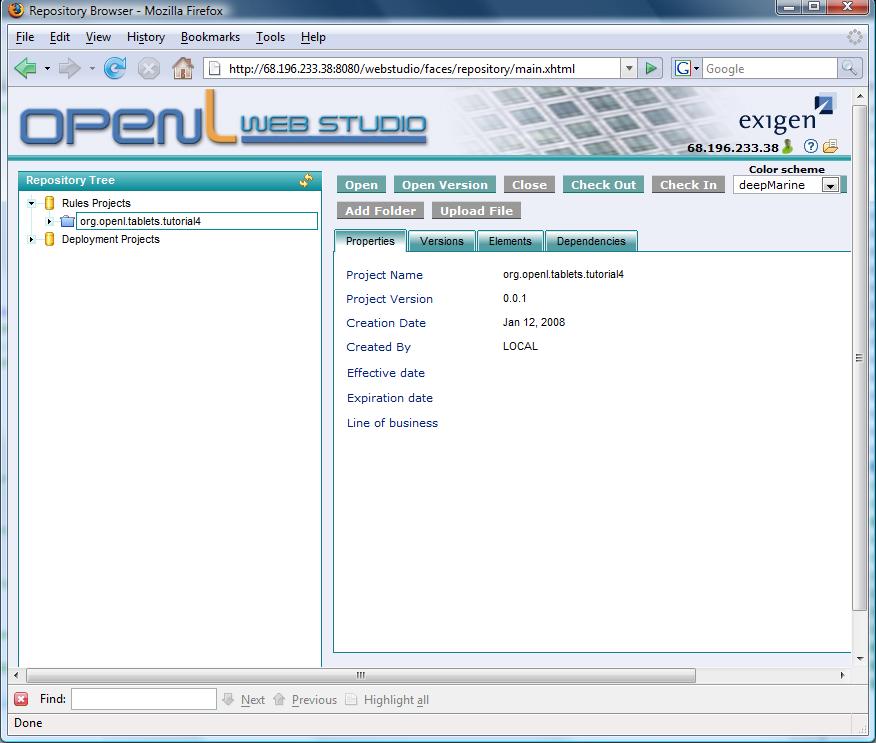 Repository Browser - Mozilla Firefox
File Edit View History Bookmarks Tools Help
http://68.196.233.38:8080/webstudio/faces/repository/main.xhtml
G Google
OPENL WEB STUDIO
exigen
68.196.233.38
Color scheme
Repository Tree
Open Open Version Close Check Out Check In deepMarine
Rules Projects
org.openl.tablets.tutorial4
Deployment Projects
Add Folder Upload File
Properties Versions Elements Dependencies
Project Name org.openl.tablets.tutorial4
Project Version 0.0.1
Creation Date Jan 12, 2008
Created By LOCAL
Effective date
Expiration date
Line of business
Find: Next Previous Highlight all
Done